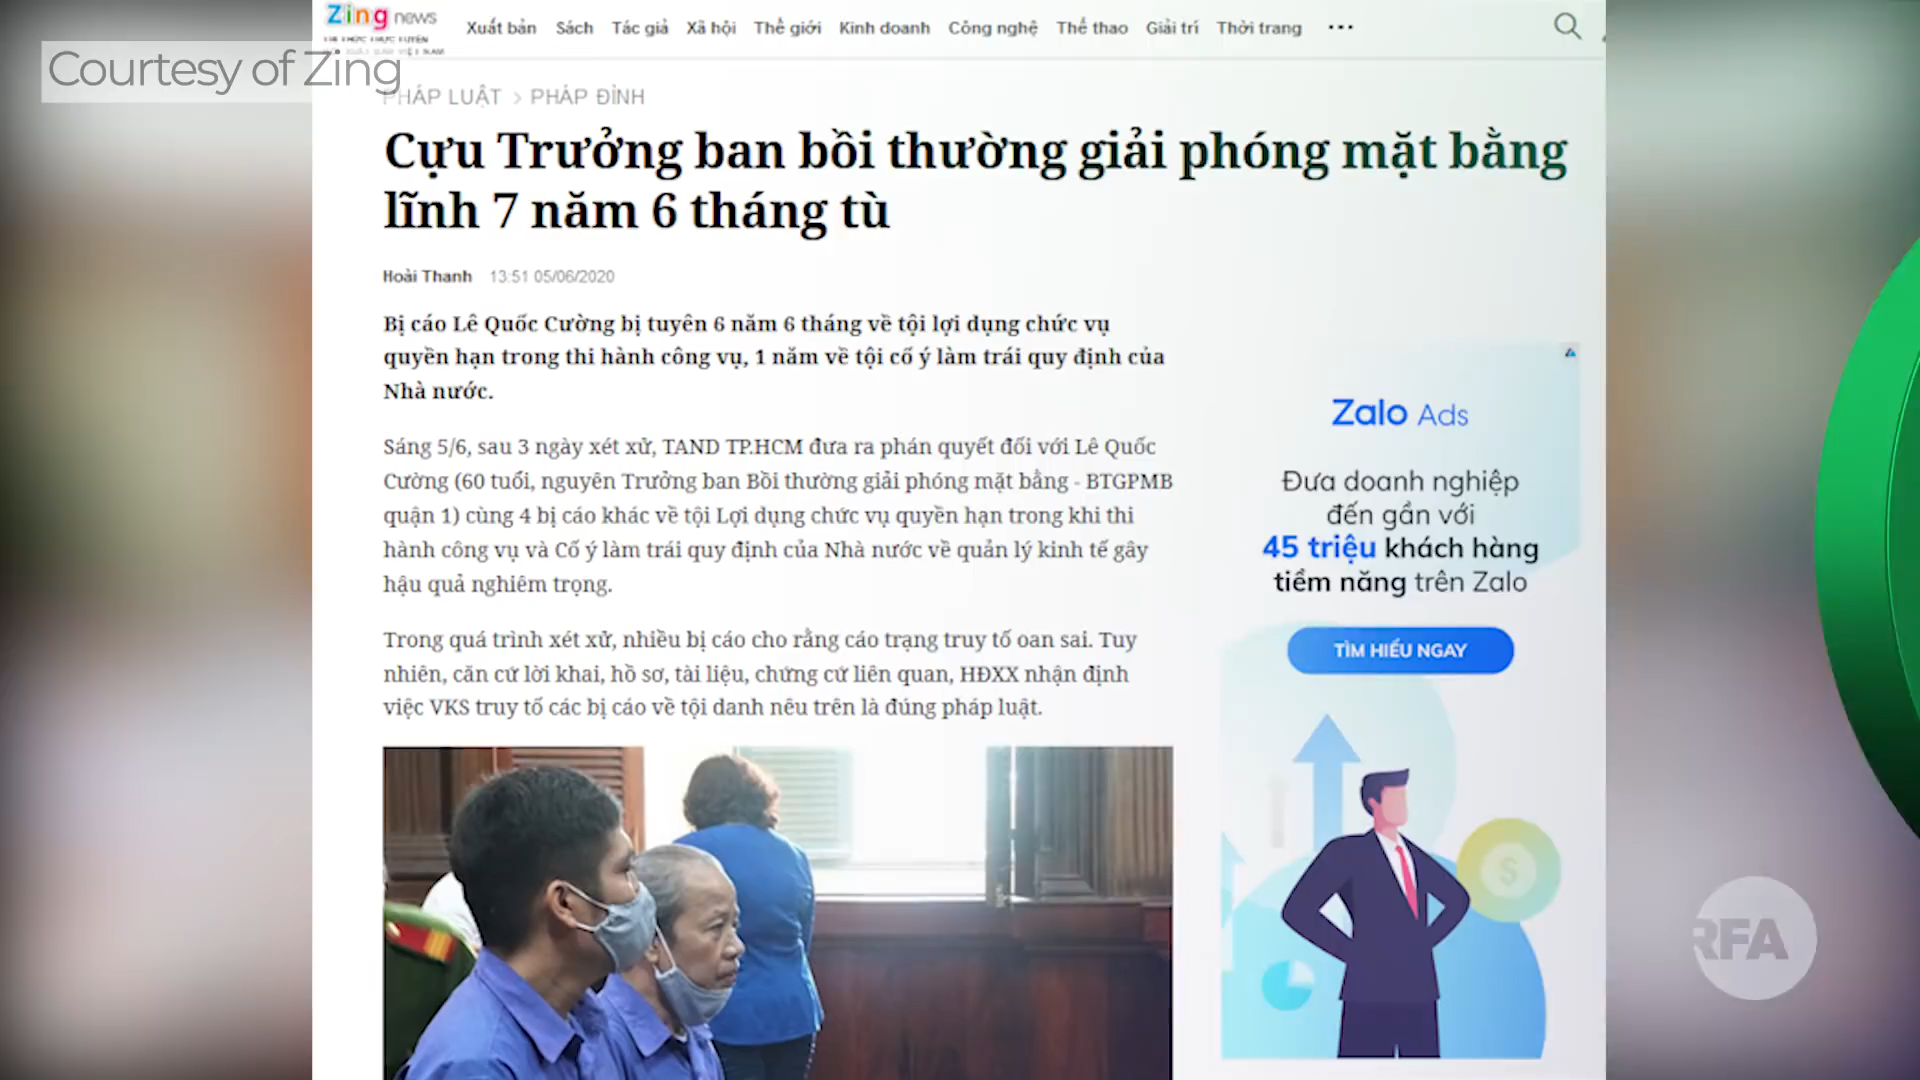 Zing news
Xuất bản Sách Tác giả Xã hội Thế giới Kinh doanh Công nghệ Thể thao Giải trí Thời trang ...
TRI THỨC TRỰC TUYẾN
Courtesy of Zing
PHÁP LUẬT > PHÁP ĐÌNH
Cựu Trưởng ban bồi thường giải phóng mặt bằng
lĩnh 7 năm 6 tháng tù
Hoài Thanh 13:51 05/06/2020
Bị cáo Lê Quốc Cường bị tuyên 6 năm 6 tháng về tội lợi dụng chức vụ
quyền hạn trong thi hành công vụ, 1 năm về tội cố ý làm trái quy định của
Nhà nước.
Sáng 5/6, sau 3 ngày xét xử, TAND TP.HCM đưa ra phán quyết đối với Lê Quốc
Cường (60 tuổi, nguyên Trưởng ban Bồi thường giải phóng mặt bằng - BTGPMB
quận 1) cùng 4 bị cáo khác về tội Lợi dụng chức vụ quyền hạn trong khi thi
hành công vụ và Cố ý làm trái quy định của Nhà nước về quản lý kinh tế gây
hậu quả nghiêm trọng.
Trong quá trình xét xử, nhiều bị cáo cho rằng cáo trạng truy tố oan sai. Tuy
nhiên, căn cứ lời khai, hồ sơ, tài liệu, chứng cứ liên quan, HĐXX nhận định
việc VKS truy tố các bị cáo về tội danh nêu trên là đúng pháp luật.
Zalo Ads
Đưa doanh nghiệp
đến gần với
45 triệu khách hàng
tiềm năng trên Zalo
TÌM HIỂU NGAY
$
RFA